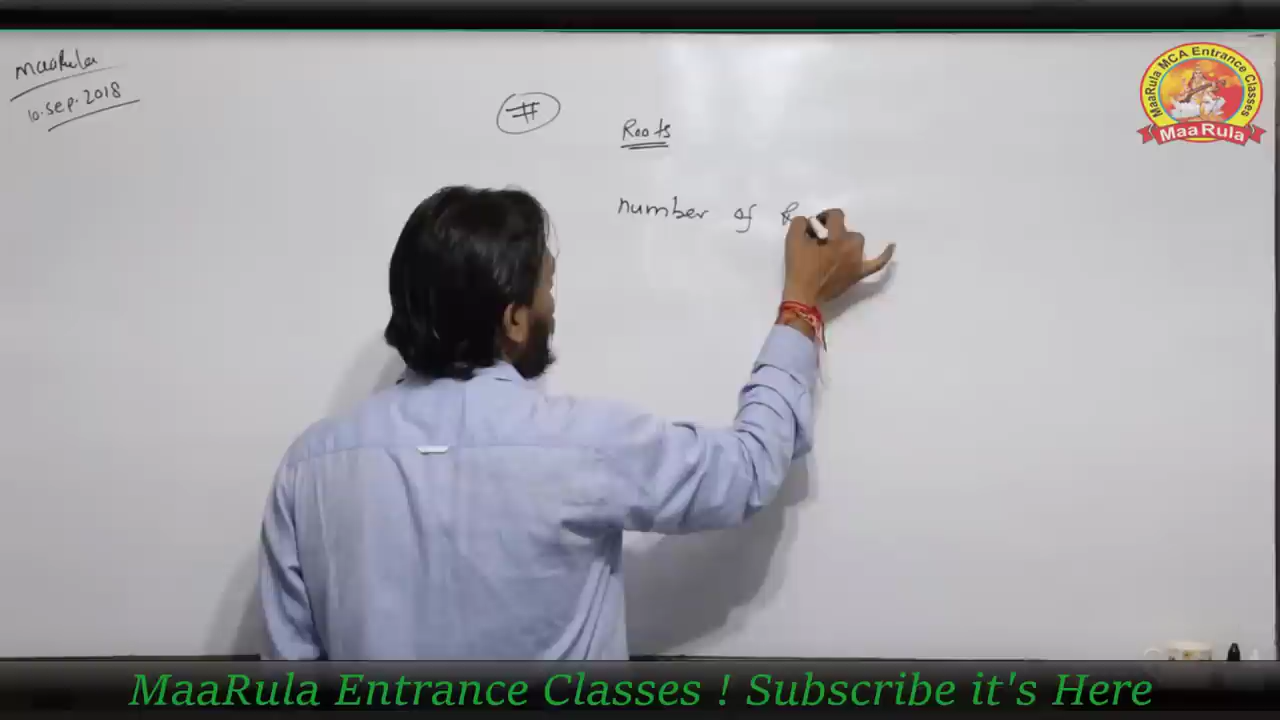 MaaRula
10.Sep.2018
#
Roots
number of R
MaaRula MCA Entrance Classes
MaaRula
MaaRula Entrance Classes ! Subscribe it's Here